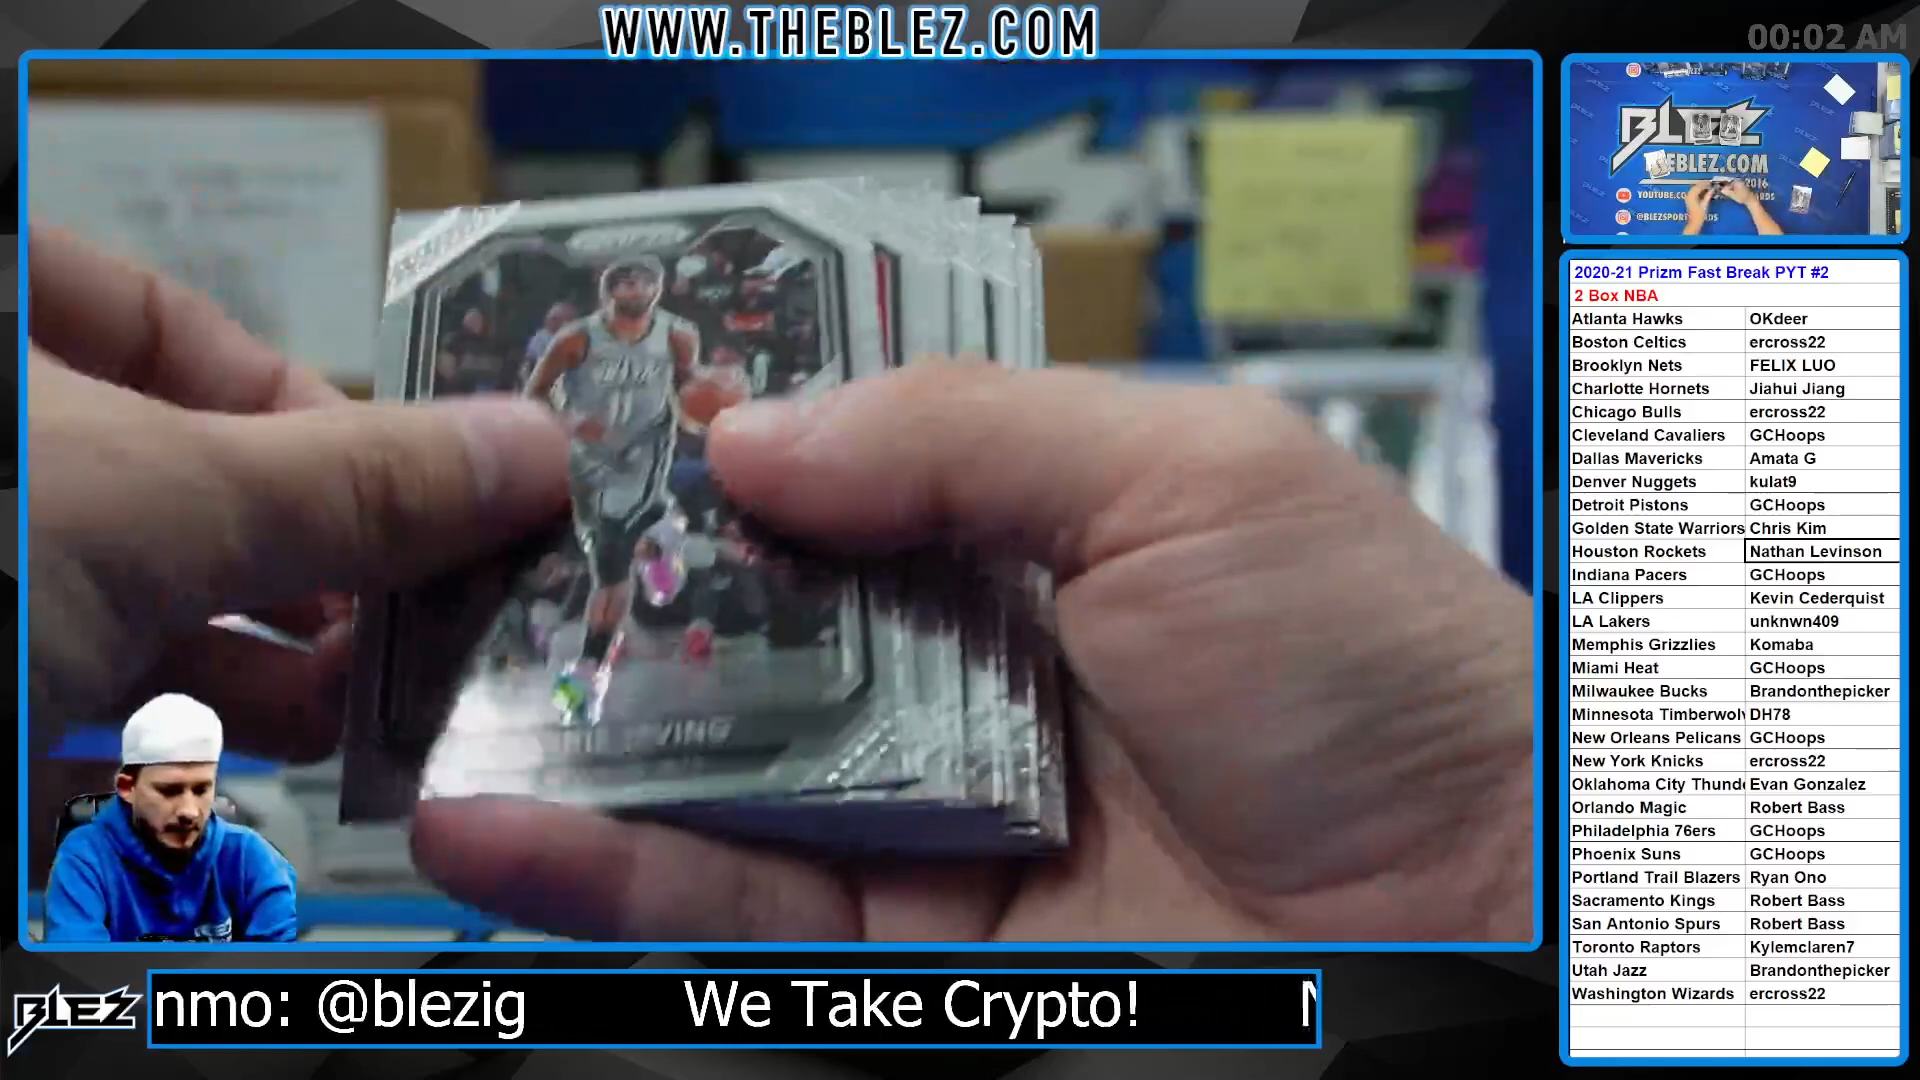 WWW.THEBLEZ.COM
00:02 AM
BLEZ
THEBLEZ.COM
2016
2020-21 Prizm Fast Break PYT #2
2 Box NBA
Atlanta Hawks OKdeer
Boston Celtics ercross22
Brooklyn Nets FELIX LUO
Charlotte Hornets Jiahui Jiang
Chicago Bulls ercross22
Cleveland Cavaliers GCHoops
Dallas Mavericks Amata G
Denver Nuggets kulat9
Detroit Pistons GCHoops
Golden State Warriors Chris Kim
Houston Rockets Nathan Levinson
Indiana Pacers GCHoops
LA Clippers Kevin Cederquist
LA Lakers unknwn409
Memphis Grizzlies Komaba
Miami Heat GCHoops
Milwaukee Bucks Brandonthepicker
Minnesota Timberwol DH78
New Orleans Pelicans GCHoops
New York Knicks ercross22
Oklahoma City Thund Evan Gonzalez
Orlando Magic Robert Bass
Philadelphia 76ers GCHoops
Phoenix Suns GCHoops
Portland Trail Blazers Ryan Ono
Sacramento Kings Robert Bass
San Antonio Spurs Robert Bass
Toronto Raptors Kylemclaren7
Utah Jazz Brandonthepicker
Washington Wizards ercross22
IRVING
11
BLEZ
nmo: @blezig We Take Crypto!